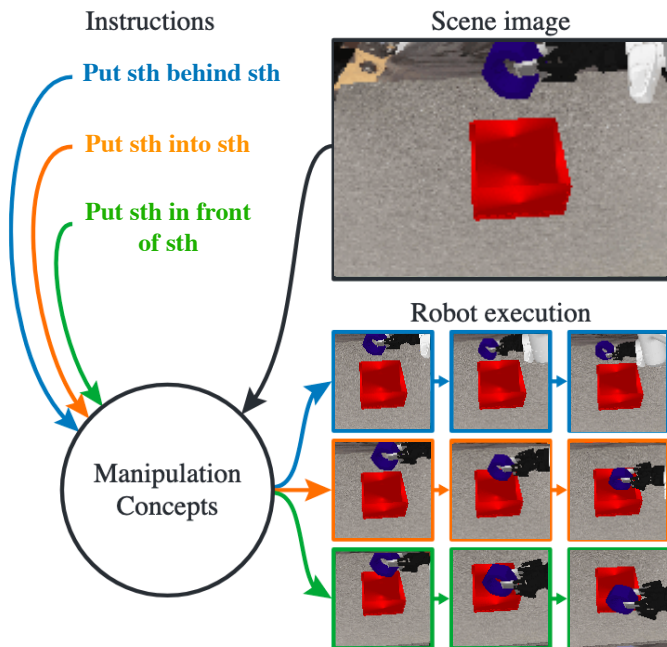 Instructions
Scene image
Put sth behind sth
Put sth into sth
Put sth in front
of sth
Robot execution
Manipulation
Concepts